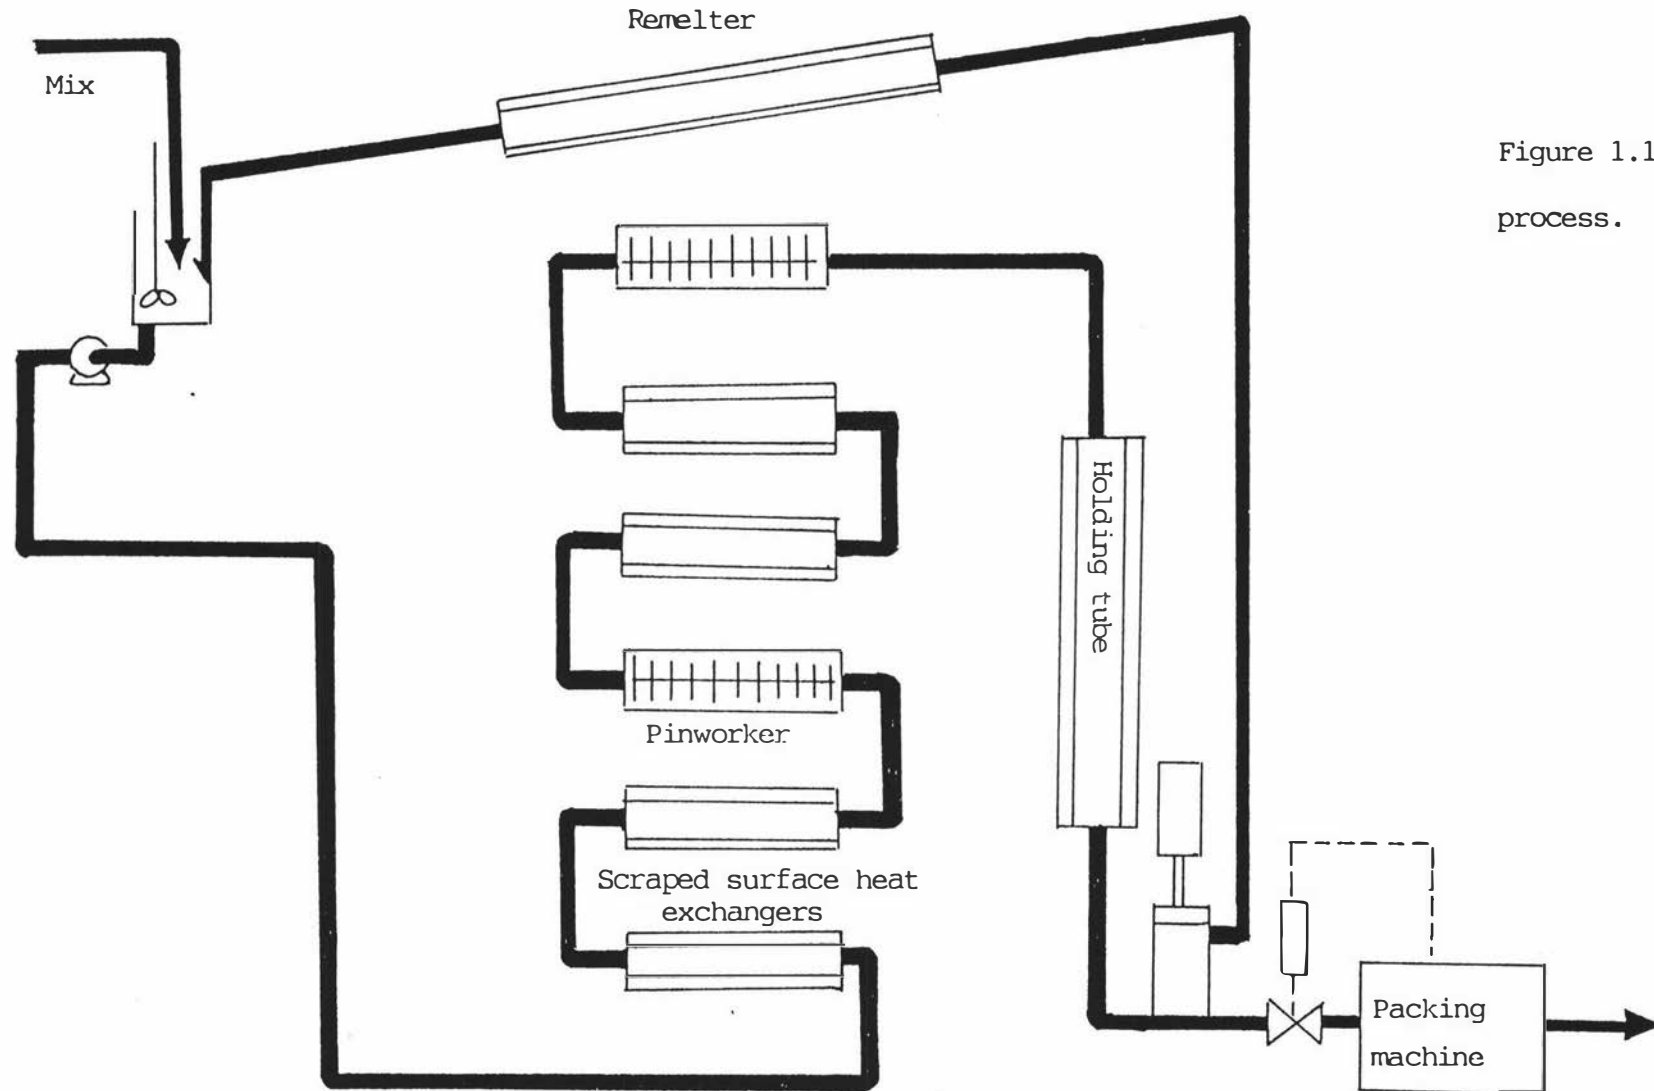 Remelter
Mix
Figure 1.1
process.
Holding tube
Pinworker
Scraped surface heat
exchangers
Packing
machine